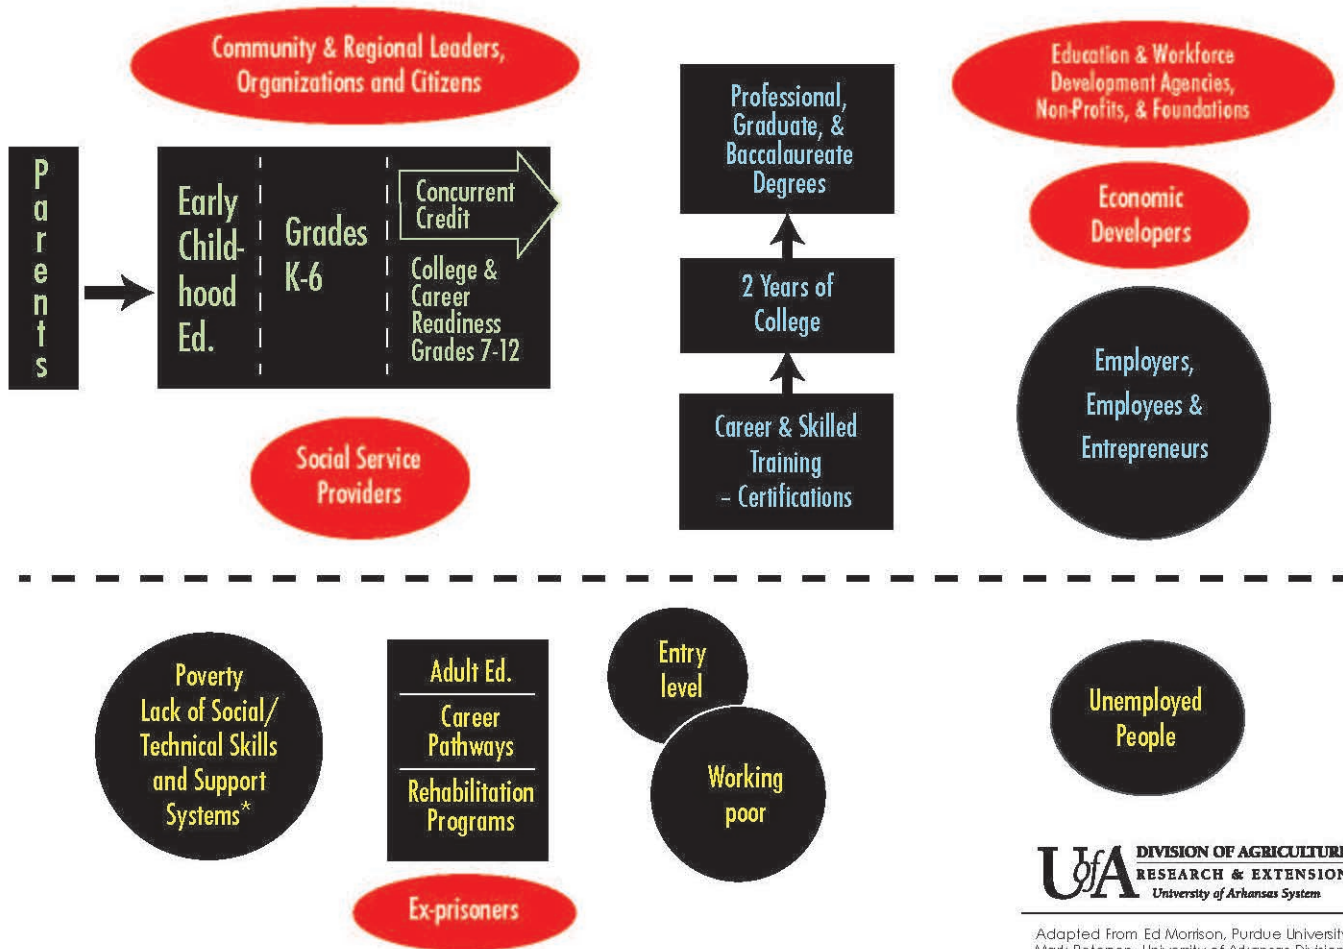 Community & Regional Leaders,
Organizations and Citizens
Parents
Early
Child-
hood
Ed.
Grades
K-6
Concurrent
Credit
College &
Career
Readiness
Grades 7-12
Social Service
Providers
Professional,
Graduate, &
Baccalaureate
Degrees
2 Years of
College
Career & Skilled
Training
– Certifications
Education & Workforce
Development Agencies,
Non-Profits, & Foundations
Economic
Developers
Employers,
Employees &
Entrepreneurs
Poverty
Lack of Social/
Technical Skills
and Support
Systems*
Adult Ed.
Career
Pathways
Rehabilitation
Programs
Ex-prisoners
Entry
level
Working
poor
Unemployed
People
UofA
DIVISION OF AGRICULTURE
RESEARCH & EXTENSION
University of Arkansas System
Adapted From Ed Morrison, Purdue University